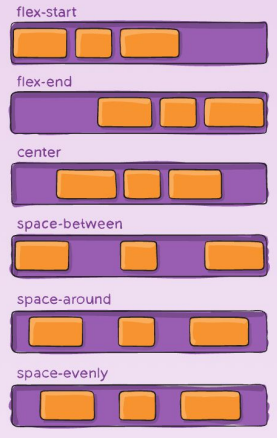 flex-start
flex-end
center
space-between
space-around
space-evenly